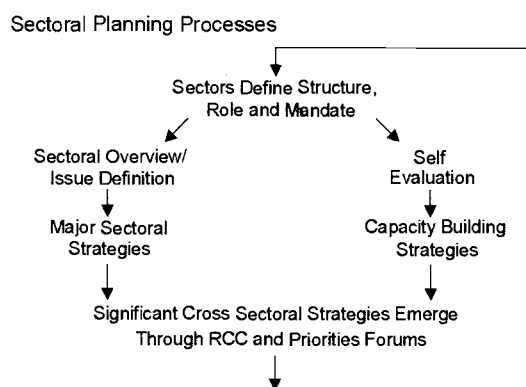 Sectoral Planning Processes
Sectors Define Structure,
Role and Mandate
Sectoral Overview/
Issue Definition
Self
Evaluation
Major Sectoral
Strategies
Capacity Building
Strategies
Significant Cross Sectoral Strategies Emerge
Through RCC and Priorities Forums